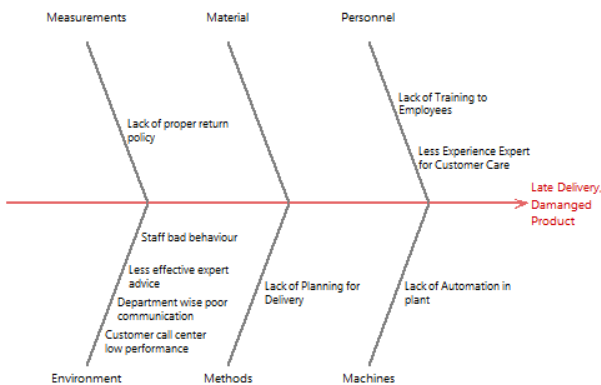 Measurements
Material
Personnel
Lack of Training to
Employees
Lack of proper return
policy
Less Experience Expert
for Customer Care
Late Delivery,
Damanged
Product
Staff bad behaviour
Less effective expert
advice
Department wise poor
communication
Customer call center
low performance
Lack of Planning for
Delivery
Lack of Automation in
plant
Environment
Methods
Machines